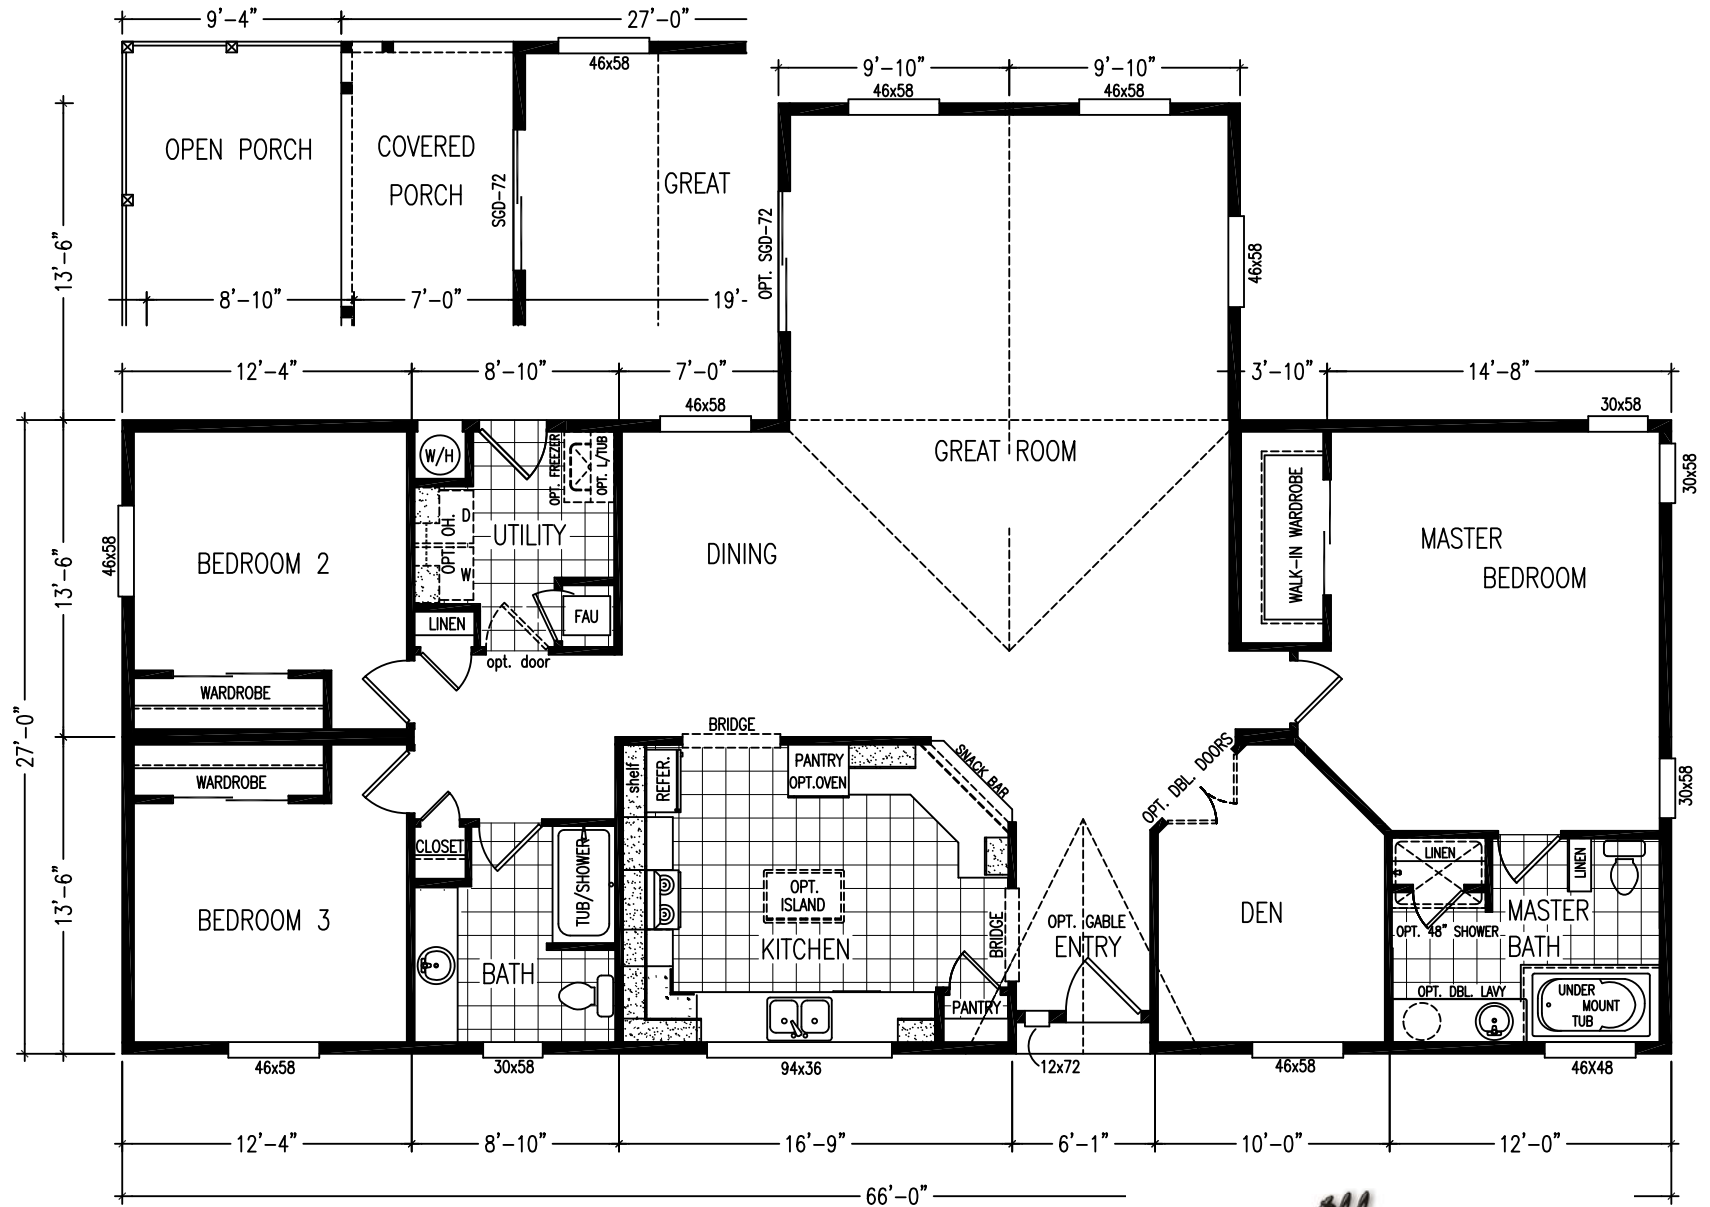 9'-4"
27'-0"
46x58
9'-10"
9'-10"
46x58
46x58
OPEN PORCH
COVERED
PORCH
SGD-72
GREAT
OPT. SGD-72
46x58
13'-6"
8'-10"
7'-0"
19'-
12'-4"
8'-10"
7'-0"
3'-10"
14'-8"
46x58
30x58
W/H
OPT. FREEZER
OPT. L/TUB
GREAT ROOM
30x58
WALK-IN WARDROBE
OPT. OH.
D
W
UTILITY
MASTER
BEDROOM
DINING
BEDROOM 2
46x58
13'-6"
LINEN
FAU
opt. door
WARDROBE
27'-0"
BRIDGE
SNACK BAR
OPT. DBL. DOORS
WARDROBE
shelf
REFER.
PANTRY
OPT.OVEN
30x58
CLOSET
TUB/SHOWER
LINEN
LINEN
OPT.
ISLAND
13'-6"
BEDROOM 3
KITCHEN
BRIDGE
OPT. GABLE
ENTRY
DEN
MASTER
BATH
OPT. 48" SHOWER
BATH
PANTRY
OPT. DBL. LAVY
UNDER
MOUNT
TUB
46x58
30x58
94x36
12x72
46x58
46X48
12'-4"
8'-10"
16'-9"
6'-1"
10'-0"
12'-0"
66'-0"